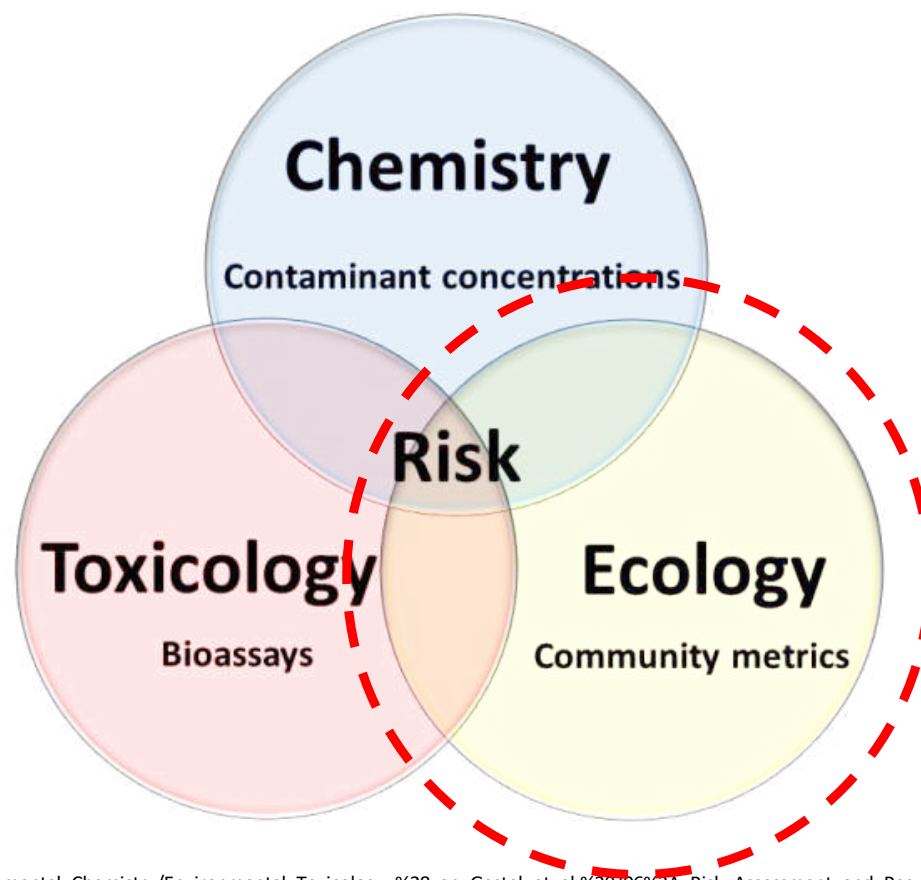 Chemistry
Contaminant concentrations
Risk
Toxicology
Ecology
Bioassays
Community metrics